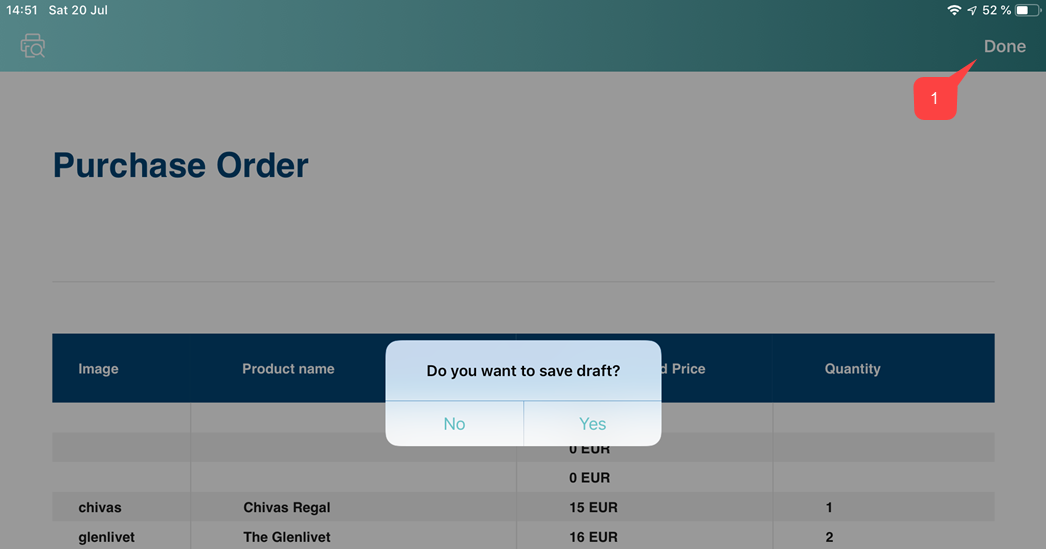 14:51 Sat 20 Jul 52 %
Done
1
Purchase Order
Image Product name d Price Quantity
Do you want to save draft?
No Yes
0 EUR
0 EUR
chivas Chivas Regal 15 EUR 1
glenlivet The Glenlivet 16 EUR 2